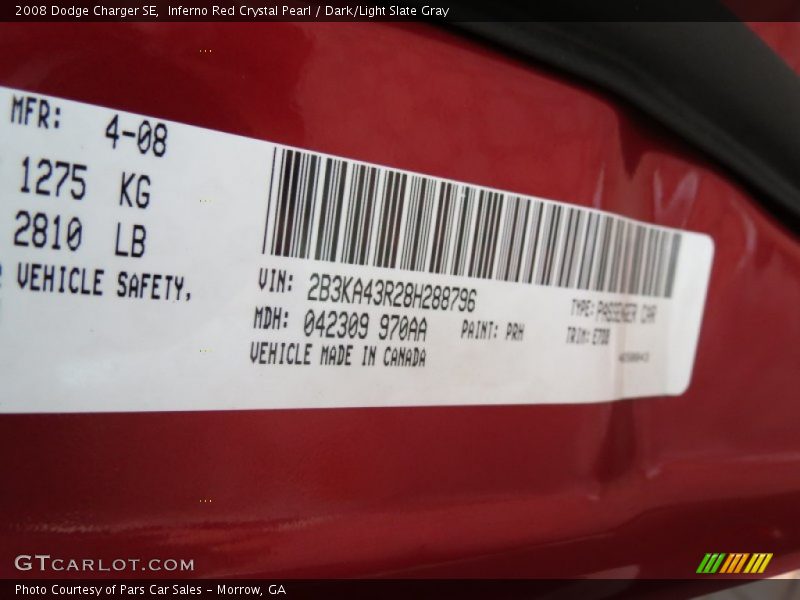 2008 Dodge Charger SE,  Inferno Red Crystal Pearl / Dark/Light Slate Gray
MFR: 4-08
1275 KG
2810 LB
VEHICLE SAFETY,
VIN: 2B3KA43R28H288796
MDH: 042309 970AA PAINT: PRH
VEHICLE MADE IN CANADA
TYPE: PASSENGER CAR
TRIM: E7D8
GTCARLOT.COM
Photo Courtesy of Pars Car Sales - Morrow, GA